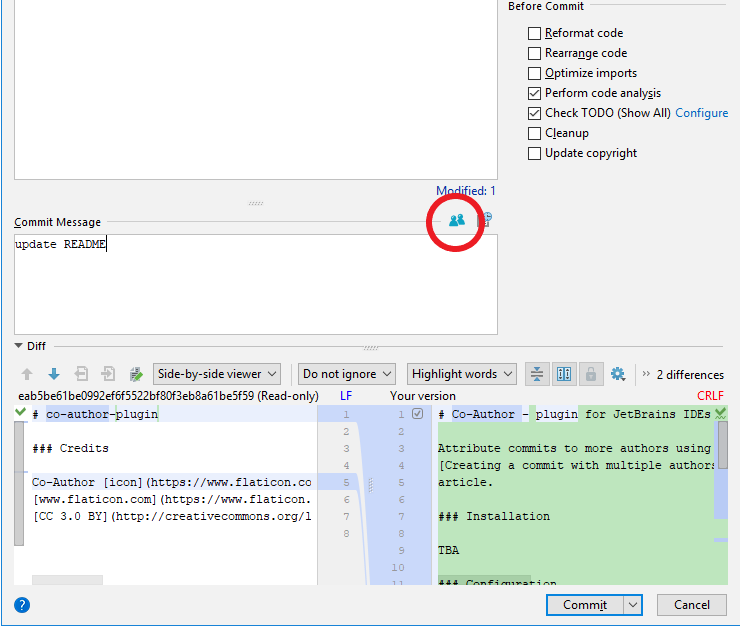 Before Commit
Reformat code
Rearrange code
Optimize imports
Perform code analysis
Check TODO (Show All) Configure
Cleanup
Update copyright
Modified: 1
Commit Message
update README
Diff
Side-by-side viewer
Do not ignore
Highlight words
2 differences
eab5be61be0992ef6f5522bf80f3eb8a61be5f59 (Read-only) LF
Your version CRLF
# co-author-plugin 1
2
### Credits 3
4
Co-Author [icon](https://www.flaticon.co 5
[www.flaticon.com](https://www.flaticon. 6
[CC 3.0 BY](http://creativecommons.org/l 7
8
1 # Co-Author - plugin for JetBrains IDEs
2
3 Attribute commits to more authors using
4 [Creating a commit with multiple authors
5 article.
6
7 ### Installation
8
9 TBA
10
11 ### Configuration
?
Commit
Cancel